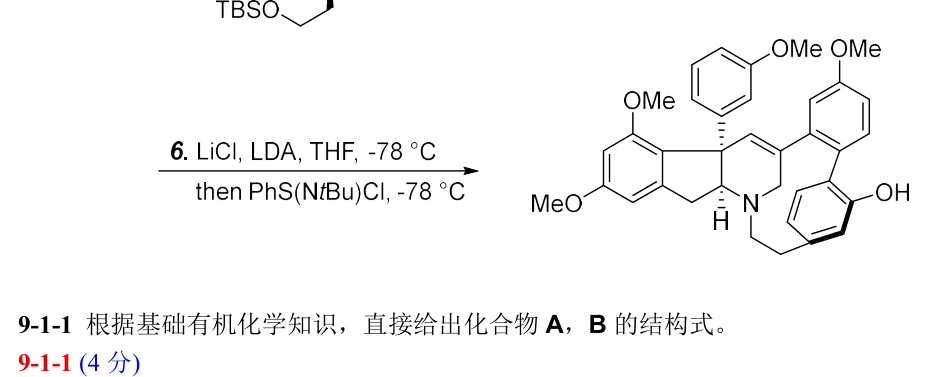 TBSO
OMe OMe
OMe
6. LiCl, LDA, THF, -78 °C
then PhS(NtBu)Cl, -78 °C
MeO
N
OH
H
9-1-1 根据基础有机化学知识，直接给出化合物 A，B 的结构式。
9-1-1 (4 分)